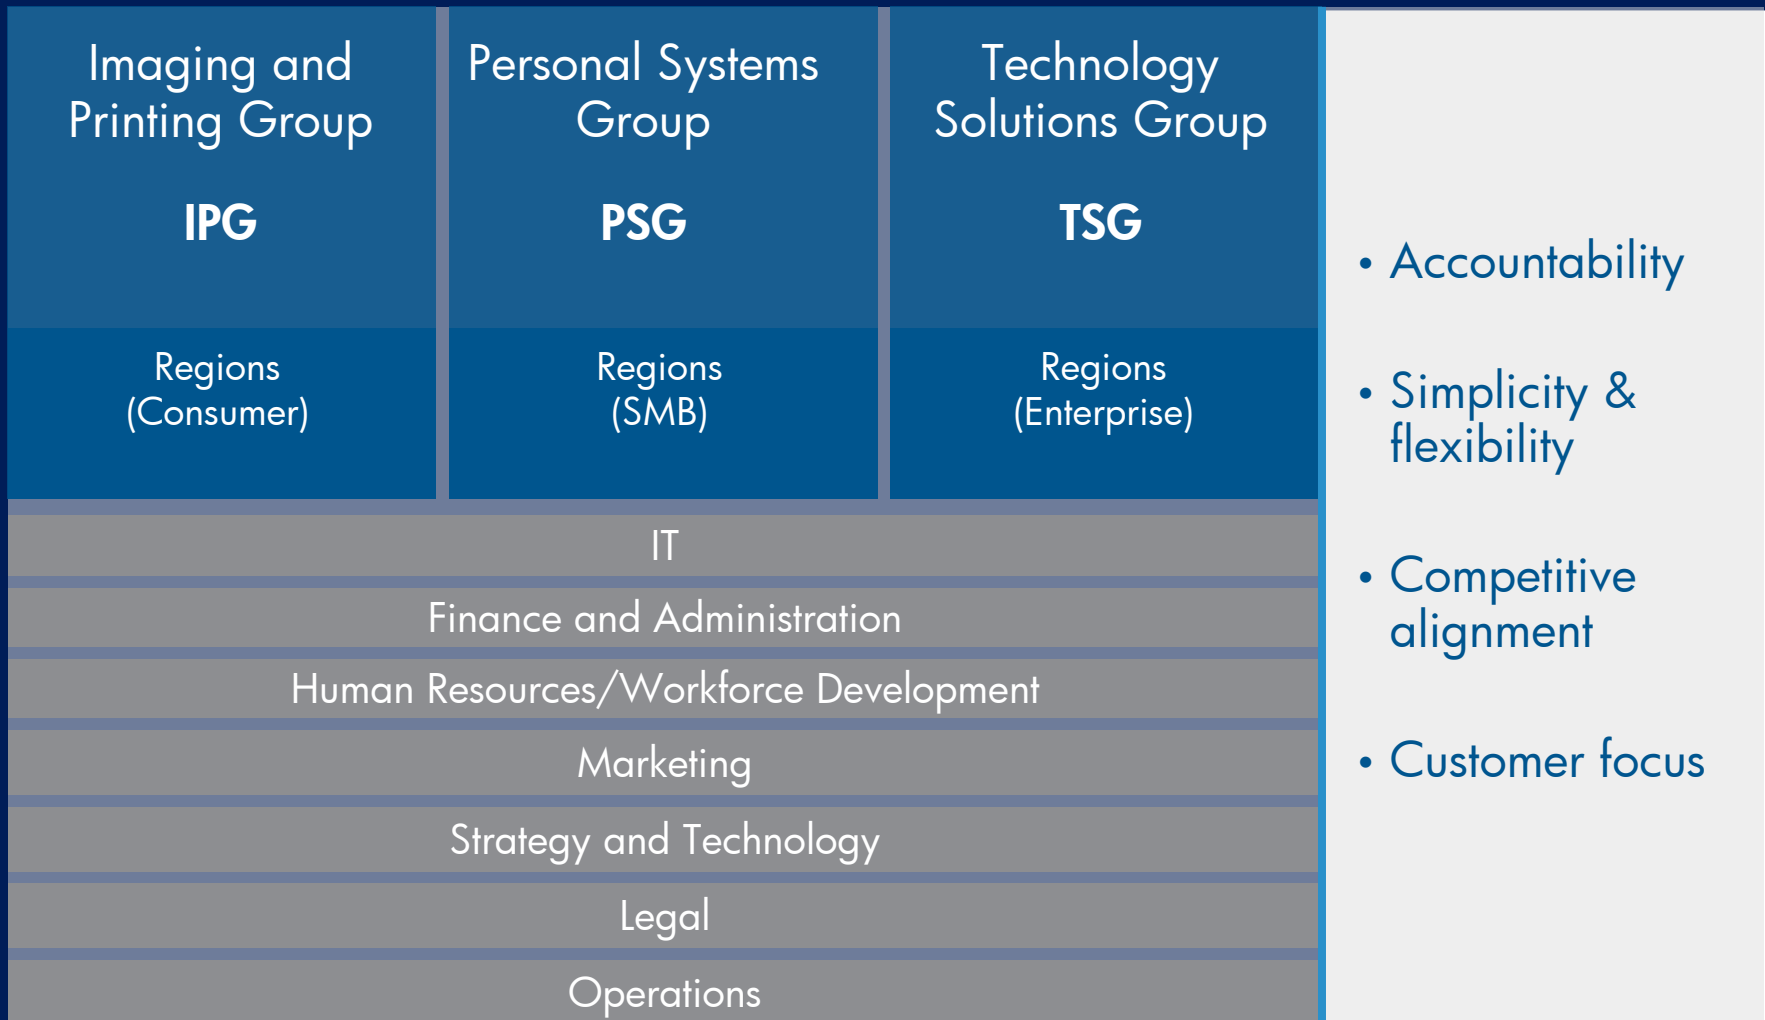 Imaging and
Printing Group
IPG
Regions
(Consumer)
Personal Systems
Group
PSG
Regions
(SMB)
Technology
Solutions Group
TSG
Regions
(Enterprise)
IT
Finance and Administration
Human Resources/Workforce Development
Marketing
Strategy and Technology
Legal
Operations
• Accountability
• Simplicity &
flexibility
• Competitive
alignment
• Customer focus